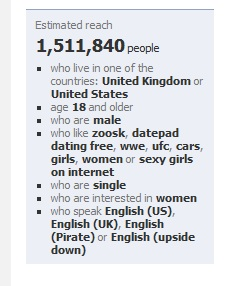 Estimated reach
1,511,840 people
who live in one of the
countries: United Kingdom or
United States
age 18 and older
who are male
who like zoosk, datepad
dating free, wwe, ufc, cars,
girls, women or sexy girls
on internet
who are single
who are interested in women
who speak English (US),
English (UK), English
(Pirate) or English (upside
down)